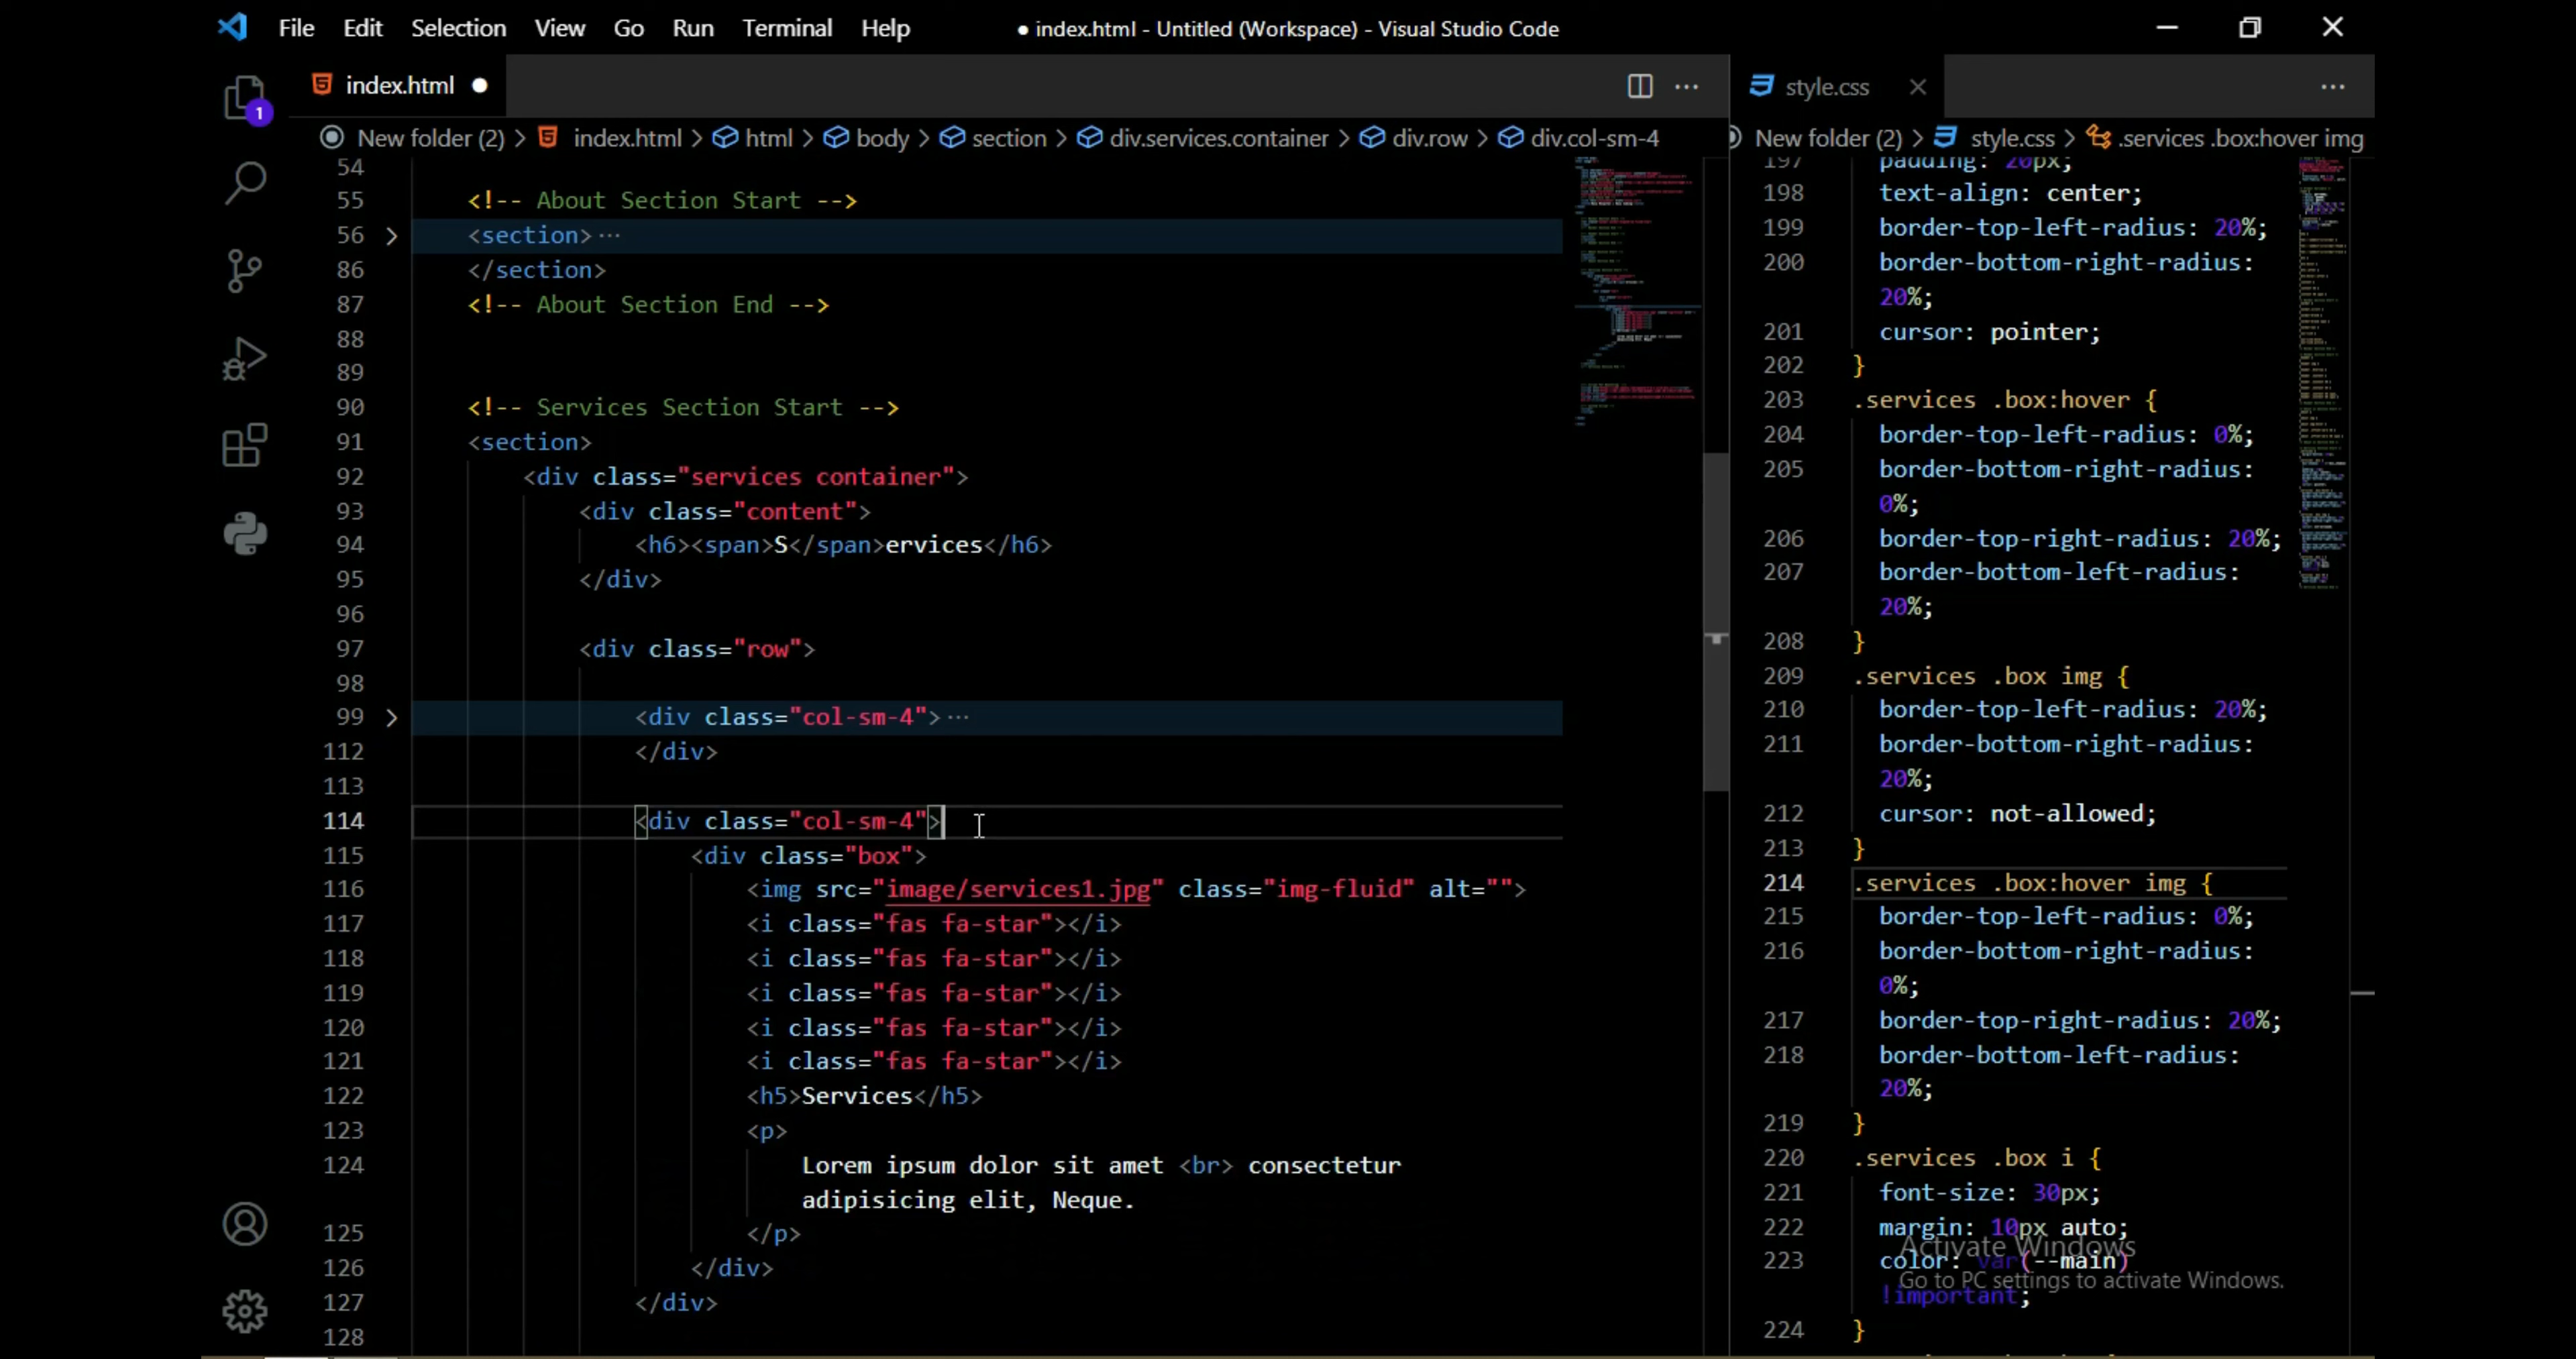 File Edit Selection View Go Run Terminal Help ● index.html - Untitled (Workspace) - Visual Studio Code
index.html ●
1
New folder (2) > index.html > html > body > section > div.services.container > div.row > div.col-sm-4
54
55 <!-- About Section Start -->
56 <section>···
86 </section>
87 <!-- About Section End -->
88
89
90 <!-- Services Section Start -->
91 <section>
92 <div class="services container">
93 <div class="content">
94 <h6><span>S</span>ervices</h6>
95 </div>
96
97 <div class="row">
98
99 <div class="col-sm-4">···
112 </div>
113
114 <div class="col-sm-4">
115 <div class="box">
116 <img src="image/services1.jpg" class="img-fluid" alt="">
117 <i class="fas fa-star"></i>
118 <i class="fas fa-star"></i>
119 <i class="fas fa-star"></i>
120 <i class="fas fa-star"></i>
121 <i class="fas fa-star"></i>
122 <h5>Services</h5>
123 <p>
124 Lorem ipsum dolor sit amet <br> consectetur
adipisicing elit, Neque.
125 </p>
126 </div>
127 </div>
128
style.css
New folder (2) > style.css > .services .box:hover img
197 padding: 20px;
198 text-align: center;
199 border-top-left-radius: 20%;
200 border-bottom-right-radius:
20%;
201 cursor: pointer;
202 }
203 .services .box:hover {
204 border-top-left-radius: 0%;
205 border-bottom-right-radius:
0%;
206 border-top-right-radius: 20%;
207 border-bottom-left-radius:
20%;
208 }
209 .services .box img {
210 border-top-left-radius: 20%;
211 border-bottom-right-radius:
20%;
212 cursor: not-allowed;
213 }
214 .services .box:hover img {
215 border-top-left-radius: 0%;
216 border-bottom-right-radius:
0%;
217 border-top-right-radius: 20%;
218 border-bottom-left-radius:
20%;
219 }
220 .services .box i {
221 font-size: 30px;
222 margin: 10px auto;
223 color: var(--main)
!important;
224 }
Activate Windows
Go to PC settings to activate Windows.